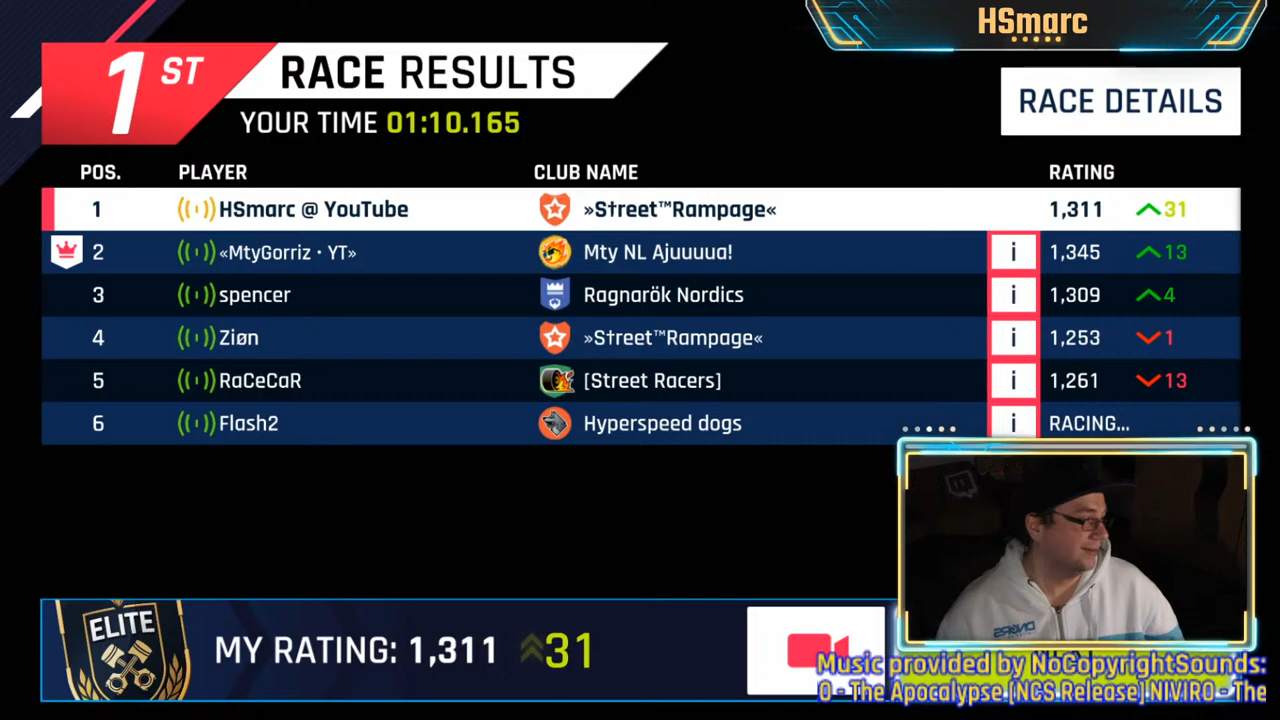 HSmarc
1ST
RACE RESULTS
YOUR TIME 01:10.165
RACE DETAILS
POS. PLAYER CLUB NAME RATING
1 HSmarc @ YouTube »S†reet™Rampage« 1,311 31
2 «MtyGorriz · YT» Mty NL Ajuuuua! i 1,345 13
3 spencer Ragnarök Nordics i 1,309 4
4 Ziøn »S†reet™Rampage« i 1,253 1
5 RaCeCaR [Street Racers] i 1,261 13
6 Flash2 Hyperspeed dogs i RACING...
ELITE
MY RATING: 1,311 31
Music provided by NoCopyrightSounds:
O - The Apocalypse [NCS Release] NIVIRO - The